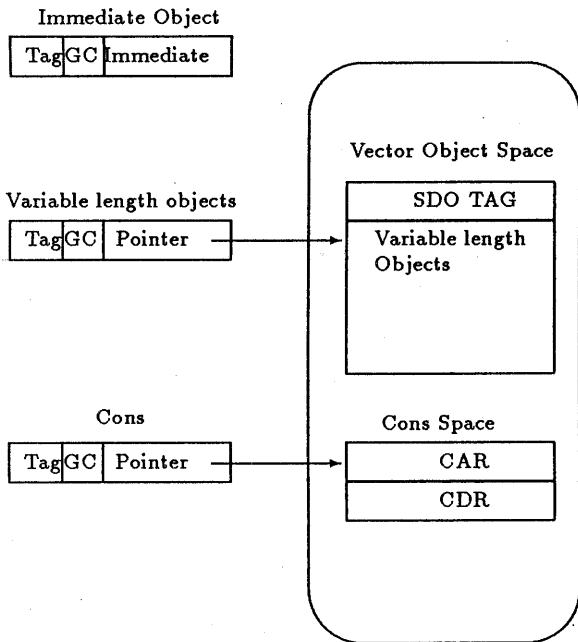 Immediate Object
Tag GC Immediate
Vector Object Space
SDO TAG
Variable length objects
Tag GC Pointer
Variable length
Objects
Cons
Tag GC Pointer
Cons Space
CAR
CDR